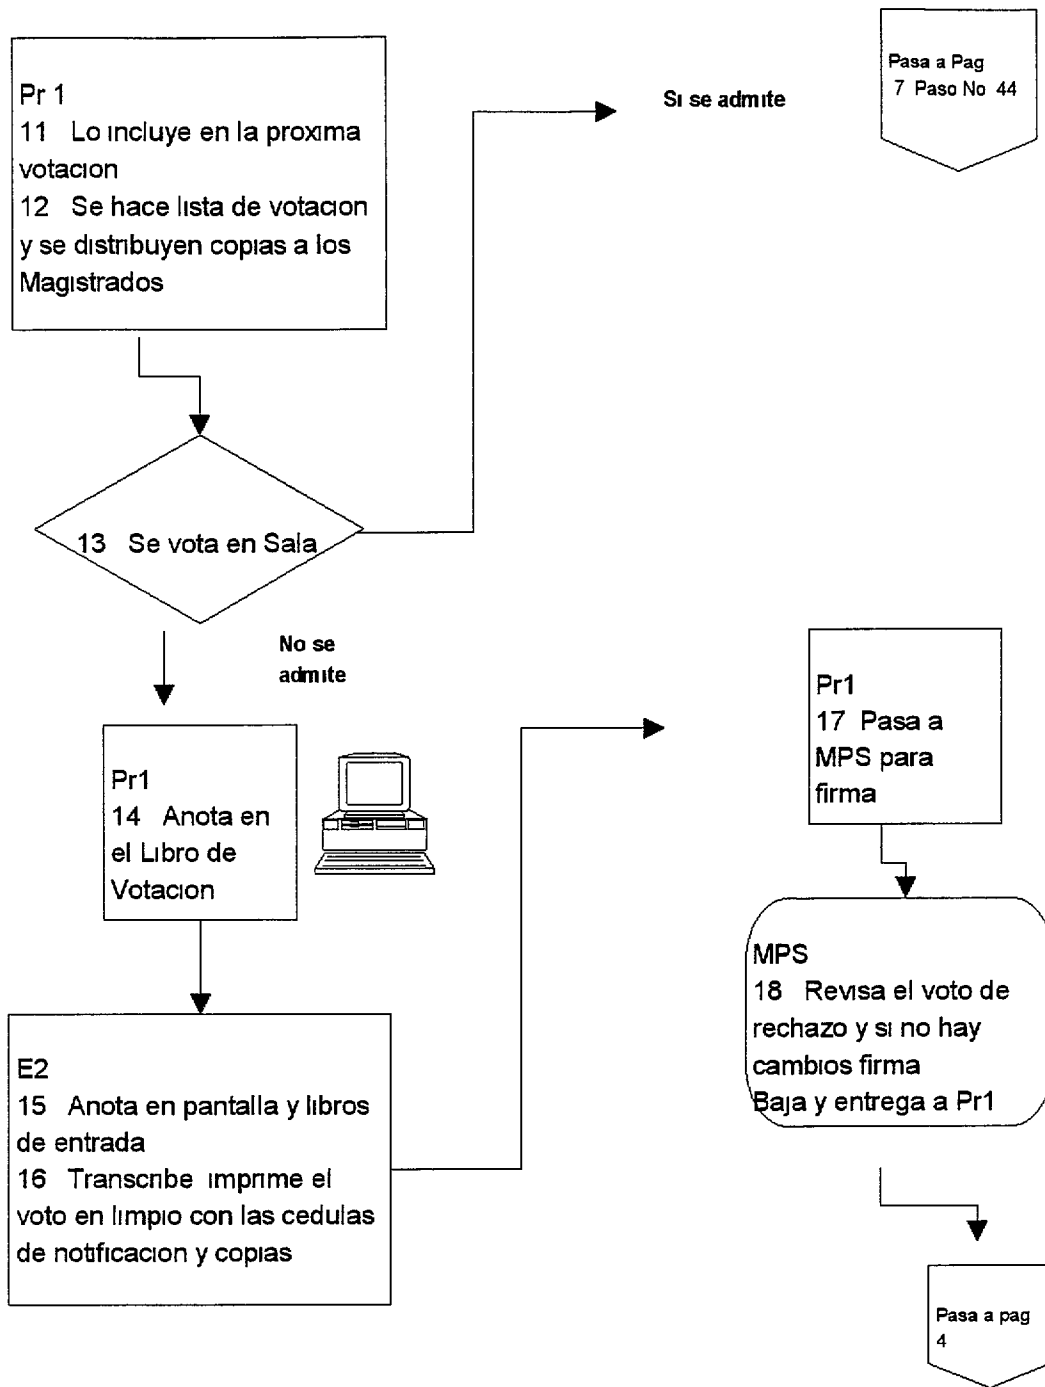 Pr 1
11 Lo incluye en la proxima
votacion
12 Se hace lista de votacion
y se distribuyen copias a los
Magistrados
Si se admite
Pasa a Pag
7 Paso No 44
13 Se vota en Sala
No se
admite
Pr1
14 Anota en
el Libro de
Votacion
E2
15 Anota en pantalla y libros
de entrada
16 Transcribe imprime el
voto en limpio con las cedulas
de notificacion y copias
Pr1
17 Pasa a
MPS para
firma
MPS
18 Revisa el voto de
rechazo y si no hay
cambios firma
Baja y entrega a Pr1
Pasa a pag
4